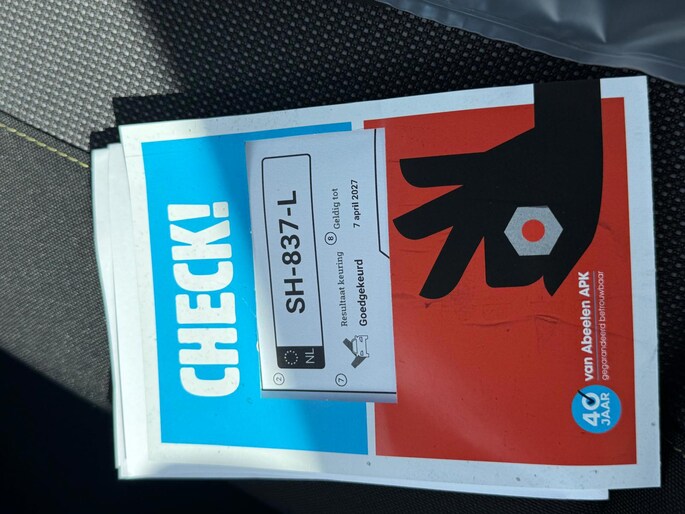 CHECK!
2
NL
SH-837-L
7
Resultaat keuring
Goedgekeurd
8
Geldig tot
7 april 2027
40
JAAR
van Abeelen APK
gegarandeerd betrouwbaar